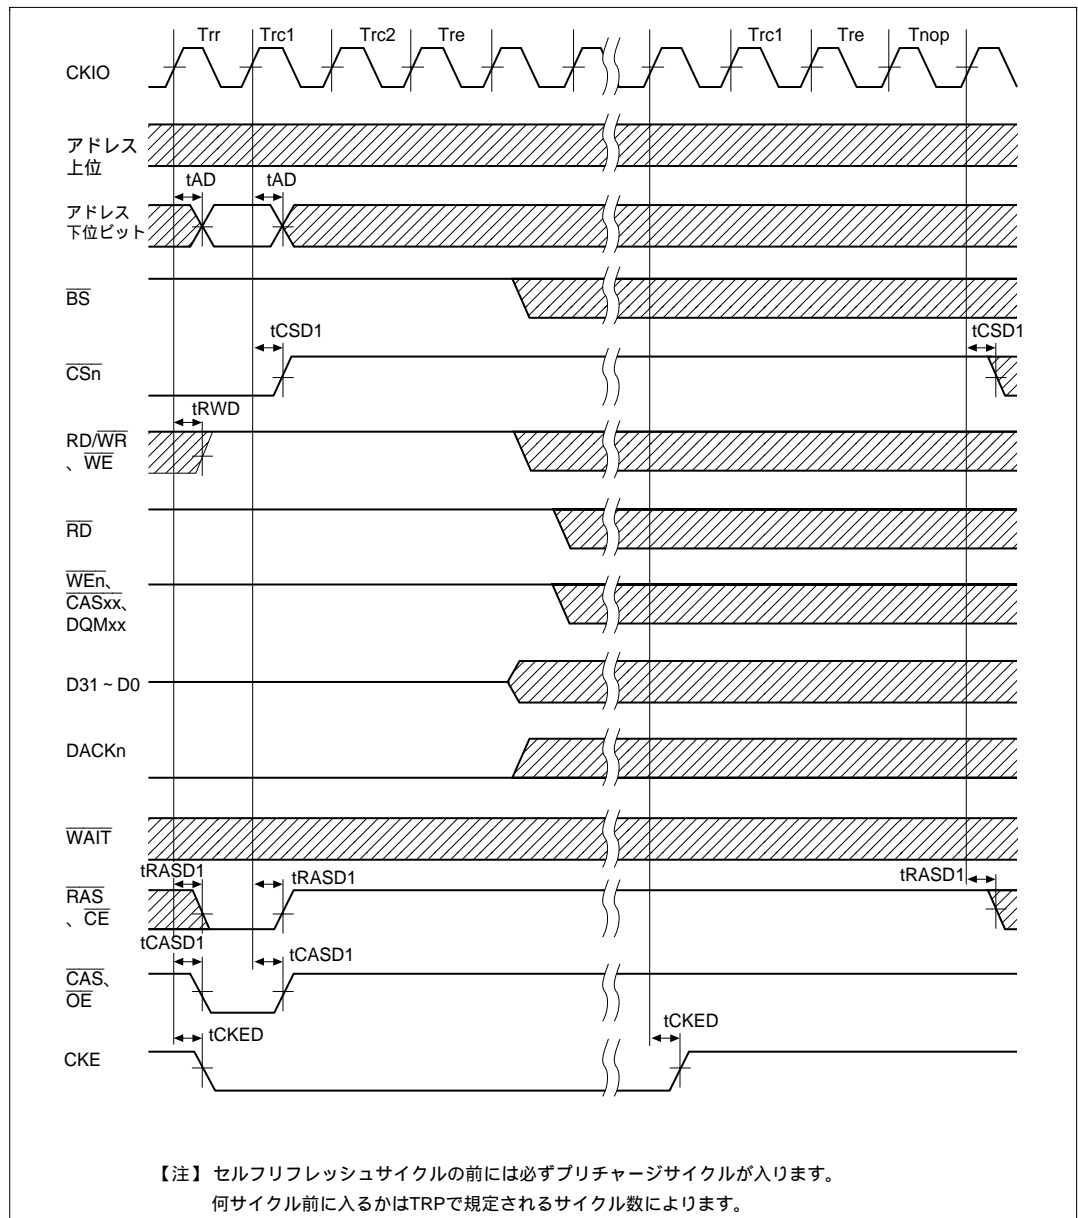 Trr Trc1 Trc2 Tre Trc1 Tre Tnop
CKIO
アドレス
上位
tAD tAD
アドレス
下位ビット
BS
tCSD1 tCSD1
CSn
tRWD
RD/WR
、WE
RD
WEn、
CASxx、
DQMxx
D31 ~ D0
DACKn
WAIT
tRASD1 tRASD1 tRASD1
RAS
、CE
tCASD1 tCASD1
CAS、
OE
tCKED tCKED
CKE
【注】 セルフリフレッシュサイクルの前には必ずプリチャージサイクルが入ります。
何サイクル前に入るかはTRPで規定されるサイクル数によります。